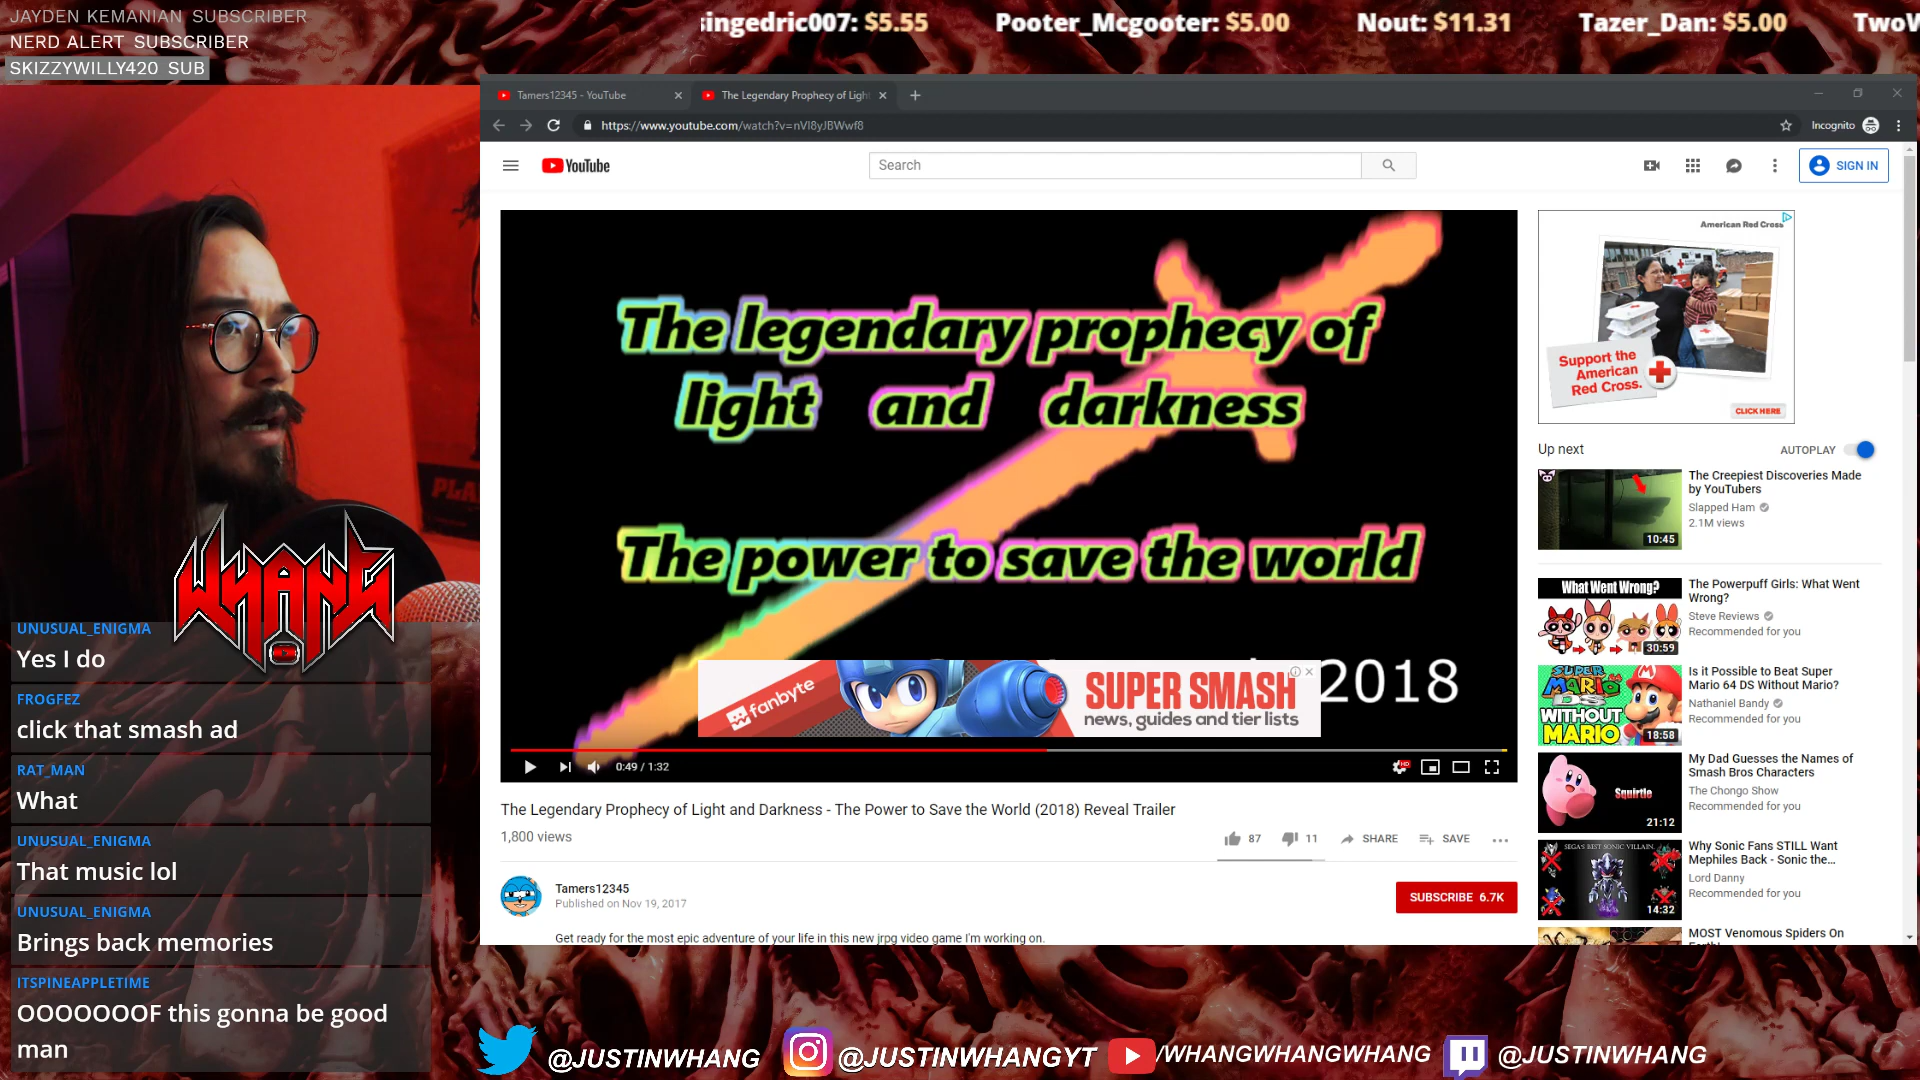 JAYDEN KEMANIAN SUBSCRIBER
NERD ALERT SUBSCRIBER
SKIZZYWILLY420 SUB
singedric007: $5.55 Pooter_Mcgooter: $5.00 Nout: $11.31 Tazer_Dan: $5.00
Tamers12345 - YouTube
The Legendary Prophecy of Ligh
https://www.youtube.com/watch?v=nVl8yJBWwf8
Incognito
YouTube
Search
SIGN IN
The legendary prophecy of
light and darkness
The power to save the world
2018
fanbyte
SUPER SMASH
news, guides and tier lists
0:49 / 1:32
HD
The Legendary Prophecy of Light and Darkness - The Power to Save the World (2018) Reveal Trailer
1,800 views
87
11
SHARE
SAVE
Tamers12345
Published on Nov 19, 2017
SUBSCRIBE 6.7K
Get ready for the most epic adventure of your life in this new jrpg video game I'm working on.
American Red Cross
Support the
American
Red Cross.
CLICK HERE
Up next
AUTOPLAY
10:45
The Creepiest Discoveries Made
by YouTubers
Slapped Ham
2.1M views
What Went Wrong?
30:59
The Powerpuff Girls: What Went
Wrong?
Steve Reviews
Recommended for you
SUPER
MARIO 64
DS
WITHOUT
MARIO
18:58
Is it Possible to Beat Super
Mario 64 DS Without Mario?
Nathaniel Bandy
Recommended for you
Squirtle
21:12
My Dad Guesses the Names of
Smash Bros Characters
The Chongo Show
Recommended for you
SEGA'S BEST SONIC VILLAIN.
14:32
Why Sonic Fans STILL Want
Mephiles Back - Sonic the...
Lord Danny
Recommended for you
MOST Venomous Spiders On
WHANG
UNUSUAL_ENIGMA
Yes I do
FROGFEZ
click that smash ad
RAT_MAN
What
UNUSUAL_ENIGMA
That music lol
UNUSUAL_ENIGMA
Brings back memories
ITSPINEAPPLETIME
OOOOOOOF this gonna be good
man
@JUSTINWHANG
@JUSTINWHANGYT
/WHANGWHANGWHANG
@JUSTINWHANG